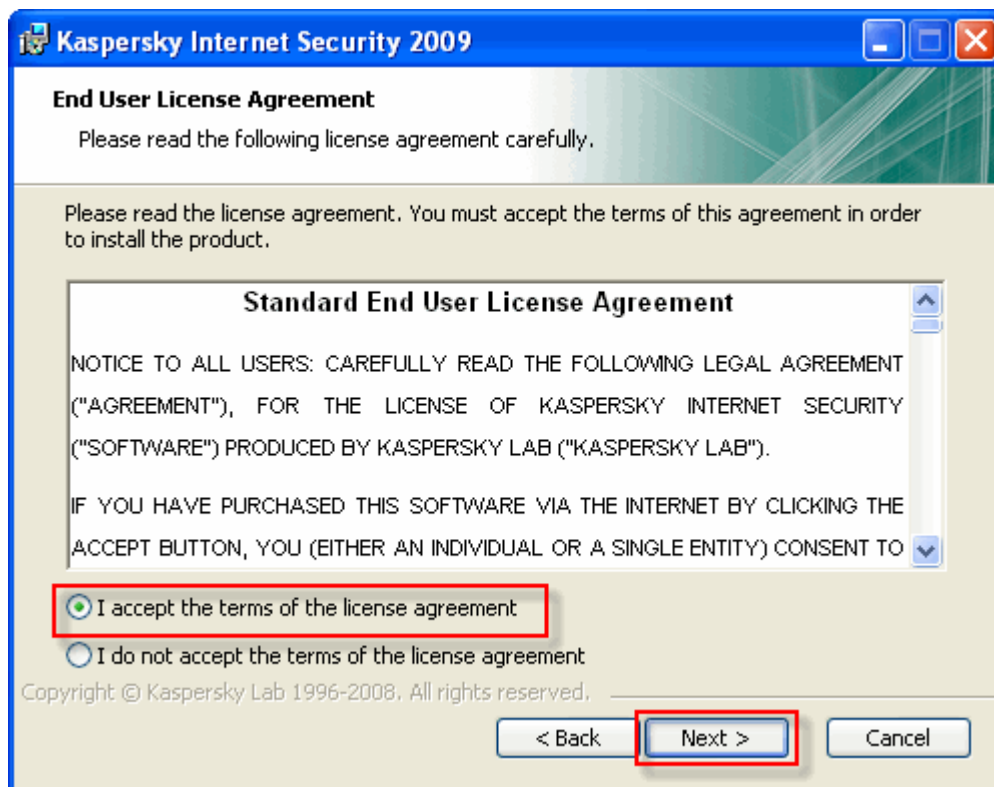 Kaspersky Internet Security 2009
End User License Agreement
Please read the following license agreement carefully.
Please read the license agreement. You must accept the terms of this agreement in order
to install the product.
Standard End User License Agreement
NOTICE TO ALL USERS: CAREFULLY READ THE FOLLOWING LEGAL AGREEMENT
("AGREEMENT"), FOR THE LICENSE OF KASPERSKY INTERNET SECURITY
("SOFTWARE") PRODUCED BY KASPERSKY LAB ("KASPERSKY LAB").
IF YOU HAVE PURCHASED THIS SOFTWARE VIA THE INTERNET BY CLICKING THE
ACCEPT BUTTON, YOU (EITHER AN INDIVIDUAL OR A SINGLE ENTITY) CONSENT TO
I accept the terms of the license agreement
I do not accept the terms of the license agreement
Copyright © Kaspersky Lab 1996-2008. All rights reserved.
< Back Next > Cancel